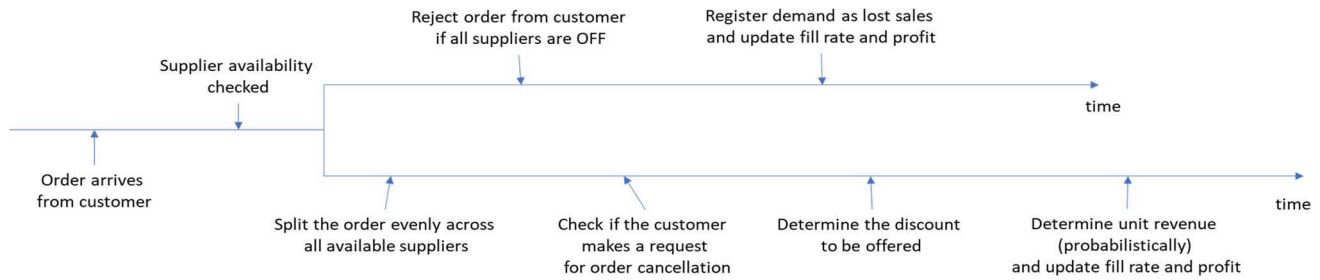 Reject order from customer
if all suppliers are OFF
Register demand as lost sales
and update fill rate and profit
Supplier availability
checked
time
Order arrives
from customer
time
Split the order evenly across
all available suppliers
Check if the customer
makes a request
for order cancellation
Determine the discount
to be offered
Determine unit revenue
(probabilistically)
and update fill rate and profit